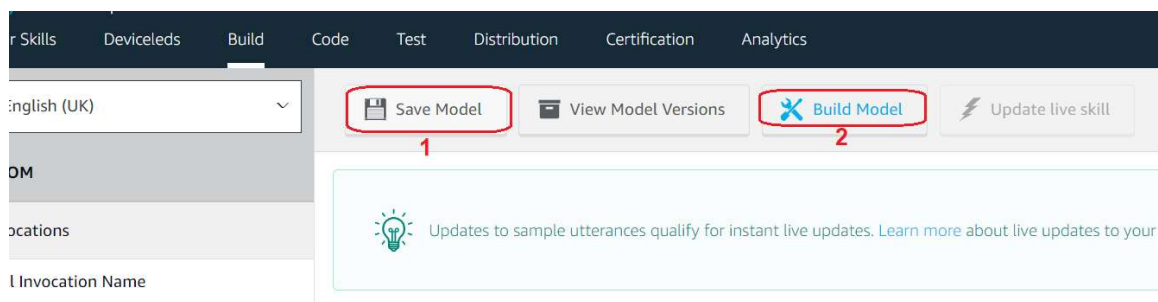 r Skills Deviceleds Build Code Test Distribution Certification Analytics
English (UK)
Save Model View Model Versions Build Model Update live skill
1 2
OM
Updates to sample utterances qualify for instant live updates. Learn more about live updates to your
ocations
l Invocation Name